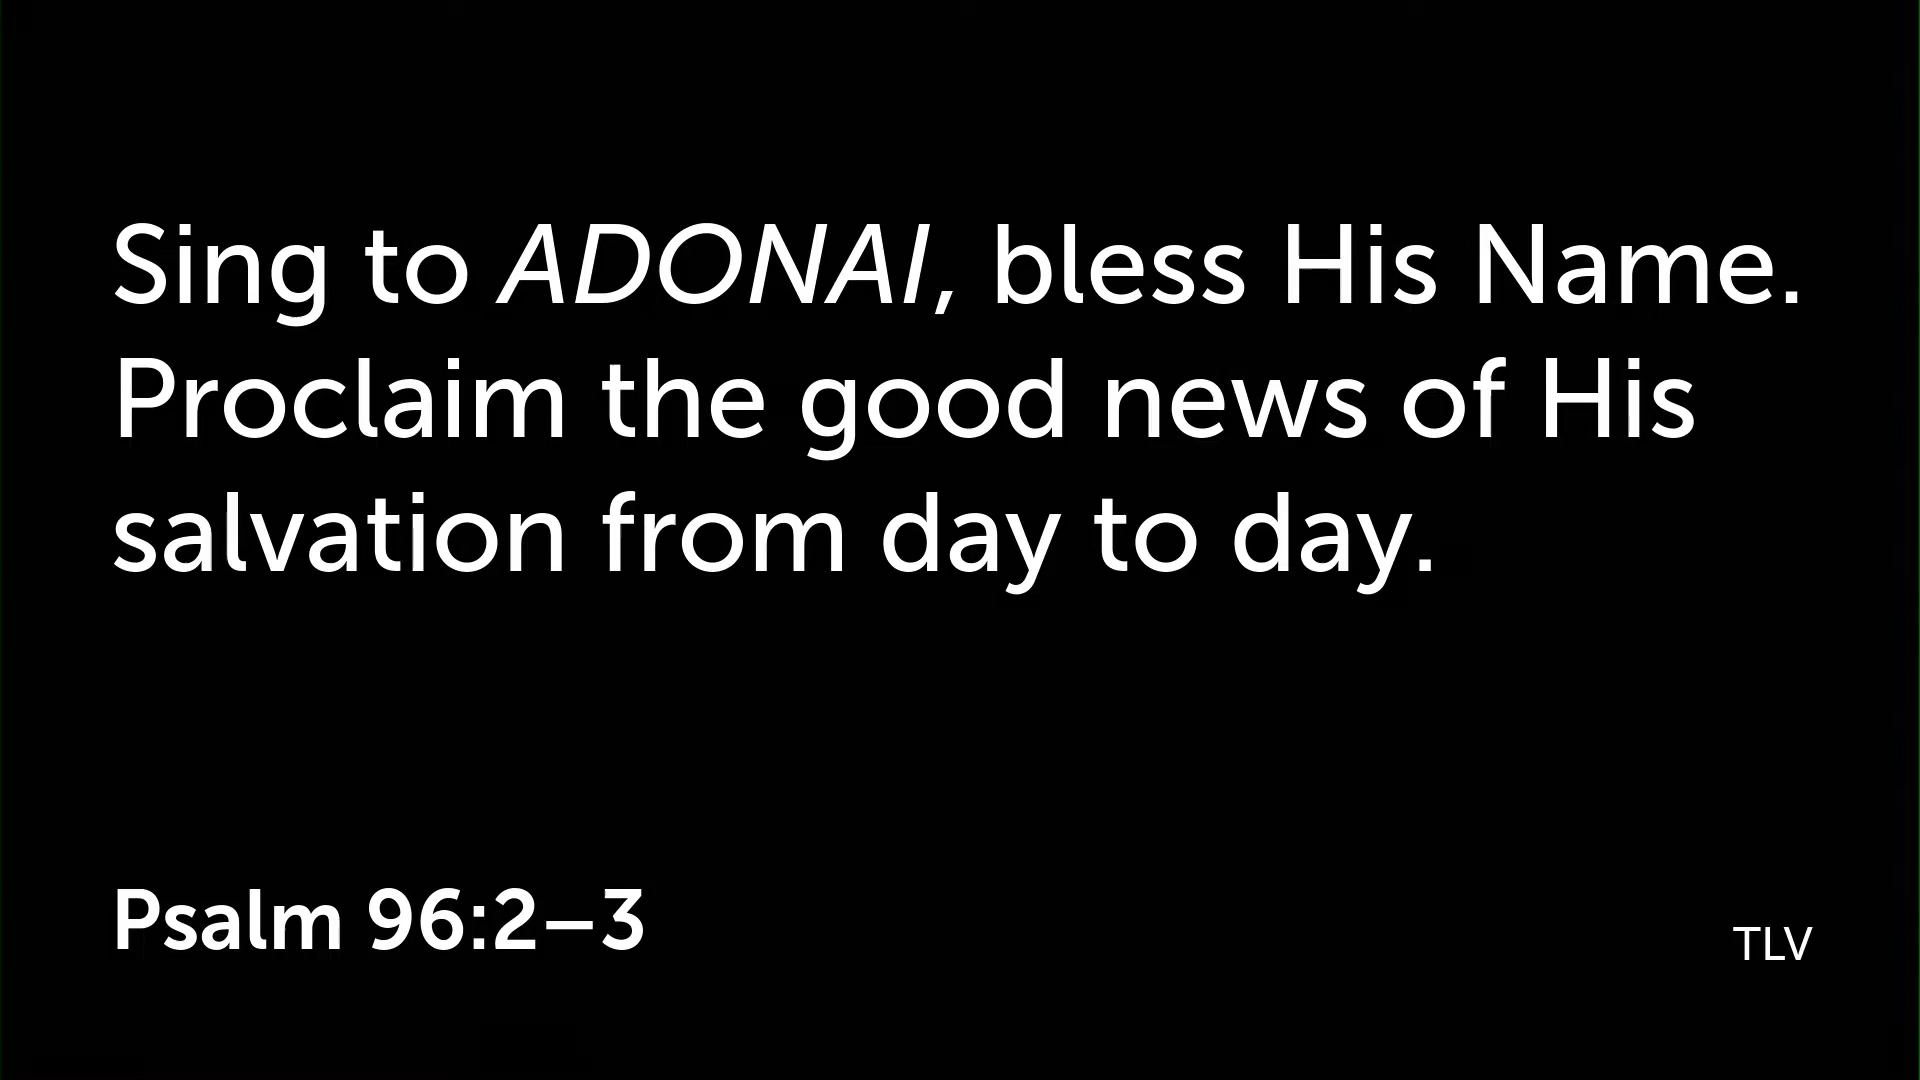 Sing to ADONAI, bless His Name.
Proclaim the good news of His
salvation from day to day.
Psalm 96:2–3
TLV